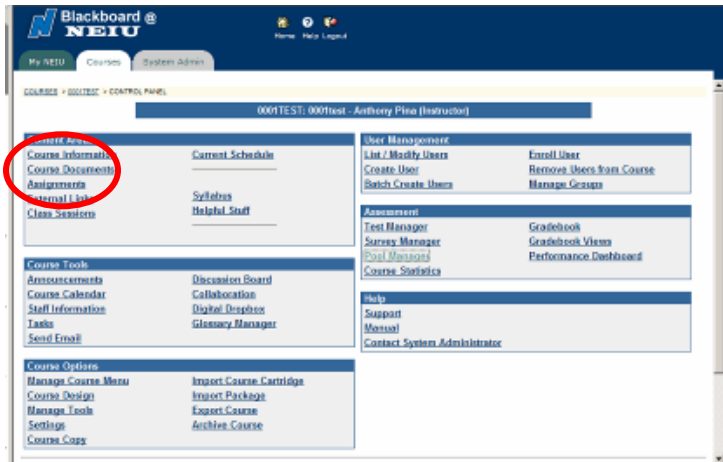 Blackboard @
NEIU
Home Help Logout
My NEIU Courses System Admin
COURSES > 0001TEST > CONTROL PANEL
0001TEST: 0001test - Anthony Pina (Instructor)
Content Areas
Course Information Current Schedule
Course Documents
Assignments
External Links Syllabus
Class Sessions Helpful Stuff
Course Tools
Announcements Discussion Board
Course Calendar Collaboration
Staff Information Digital Dropbox
Tasks Glossary Manager
Send Email
Course Options
Manage Course Menu Import Course Cartridge
Course Design Import Package
Manage Tools Export Course
Settings Archive Course
Course Copy
User Management
List / Modify Users Enroll User
Create User Remove Users from Course
Batch Create Users Manage Groups
Assessment
Test Manager Gradebook
Survey Manager Gradebook Views
Pool Manager Performance Dashboard
Course Statistics
Help
Support
Manual
Contact System Administrator